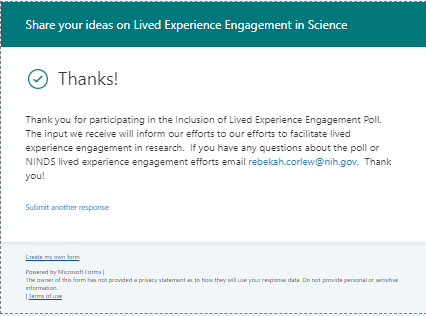 Share your ideas on Lived Experience Engagement in Science
Thanks!
Thank you for participating in the Inclusion of Lived Experience Engagement Poll.
The input we receive will inform our efforts to our efforts to facilitate lived
experience engagement in research.  If you have any questions about the poll or
NINDS lived experience engagement efforts email rebekah.corlew@nih.gov.  Thank
you!
Submit another response
Create my own form
Powered by Microsoft Forms |
The owner of this form has not provided a privacy statement as to how they will use your response data. Do not provide personal or sensitive
information.
| Terms of use